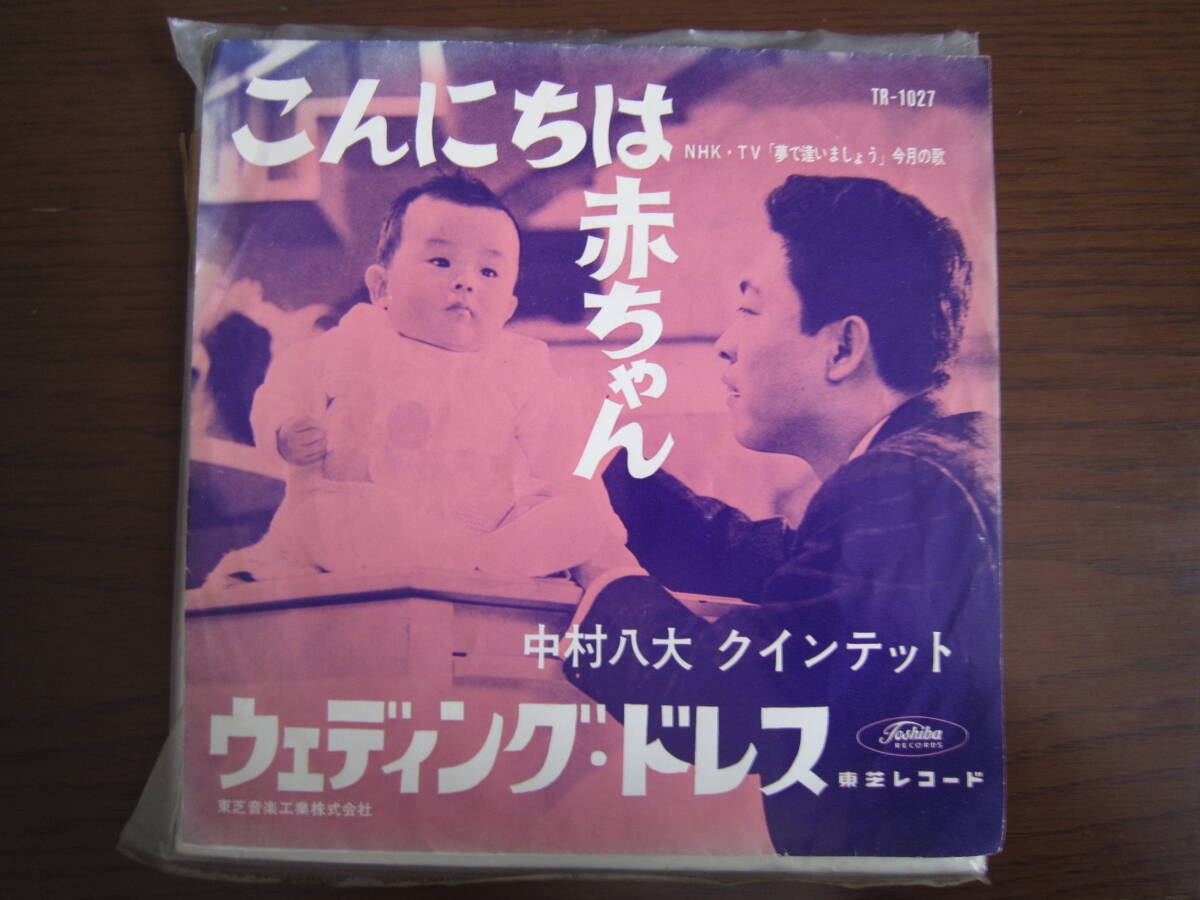 こんにちは
赤ちゃん
TR-1027
NHK・TV「夢で逢いましょう」今月の歌
中村八大 クインテット
ウェディング・ドレス
Toshiba
RECORDS
東芝レコード
東芝音楽工業株式会社